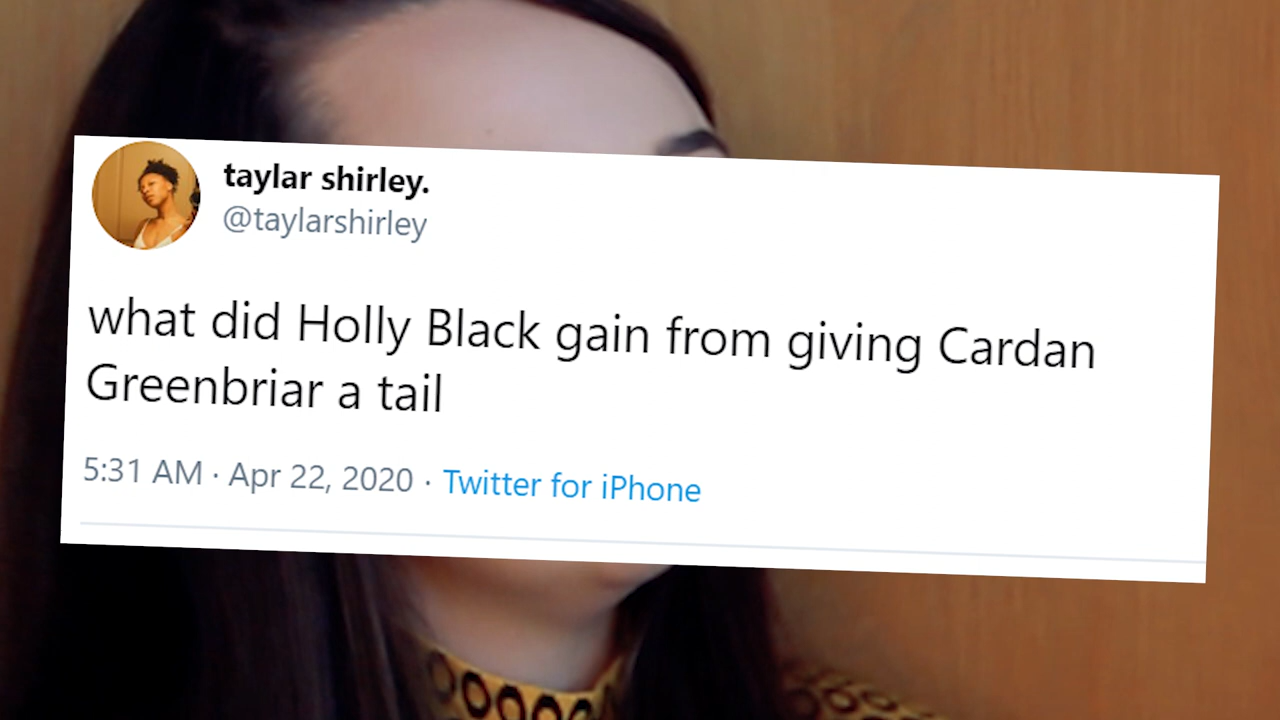 taylar shirley.
@taylarshirley
what did Holly Black gain from giving Cardan
Greenbriar a tail
5:31 AM · Apr 22, 2020 · Twitter for iPhone